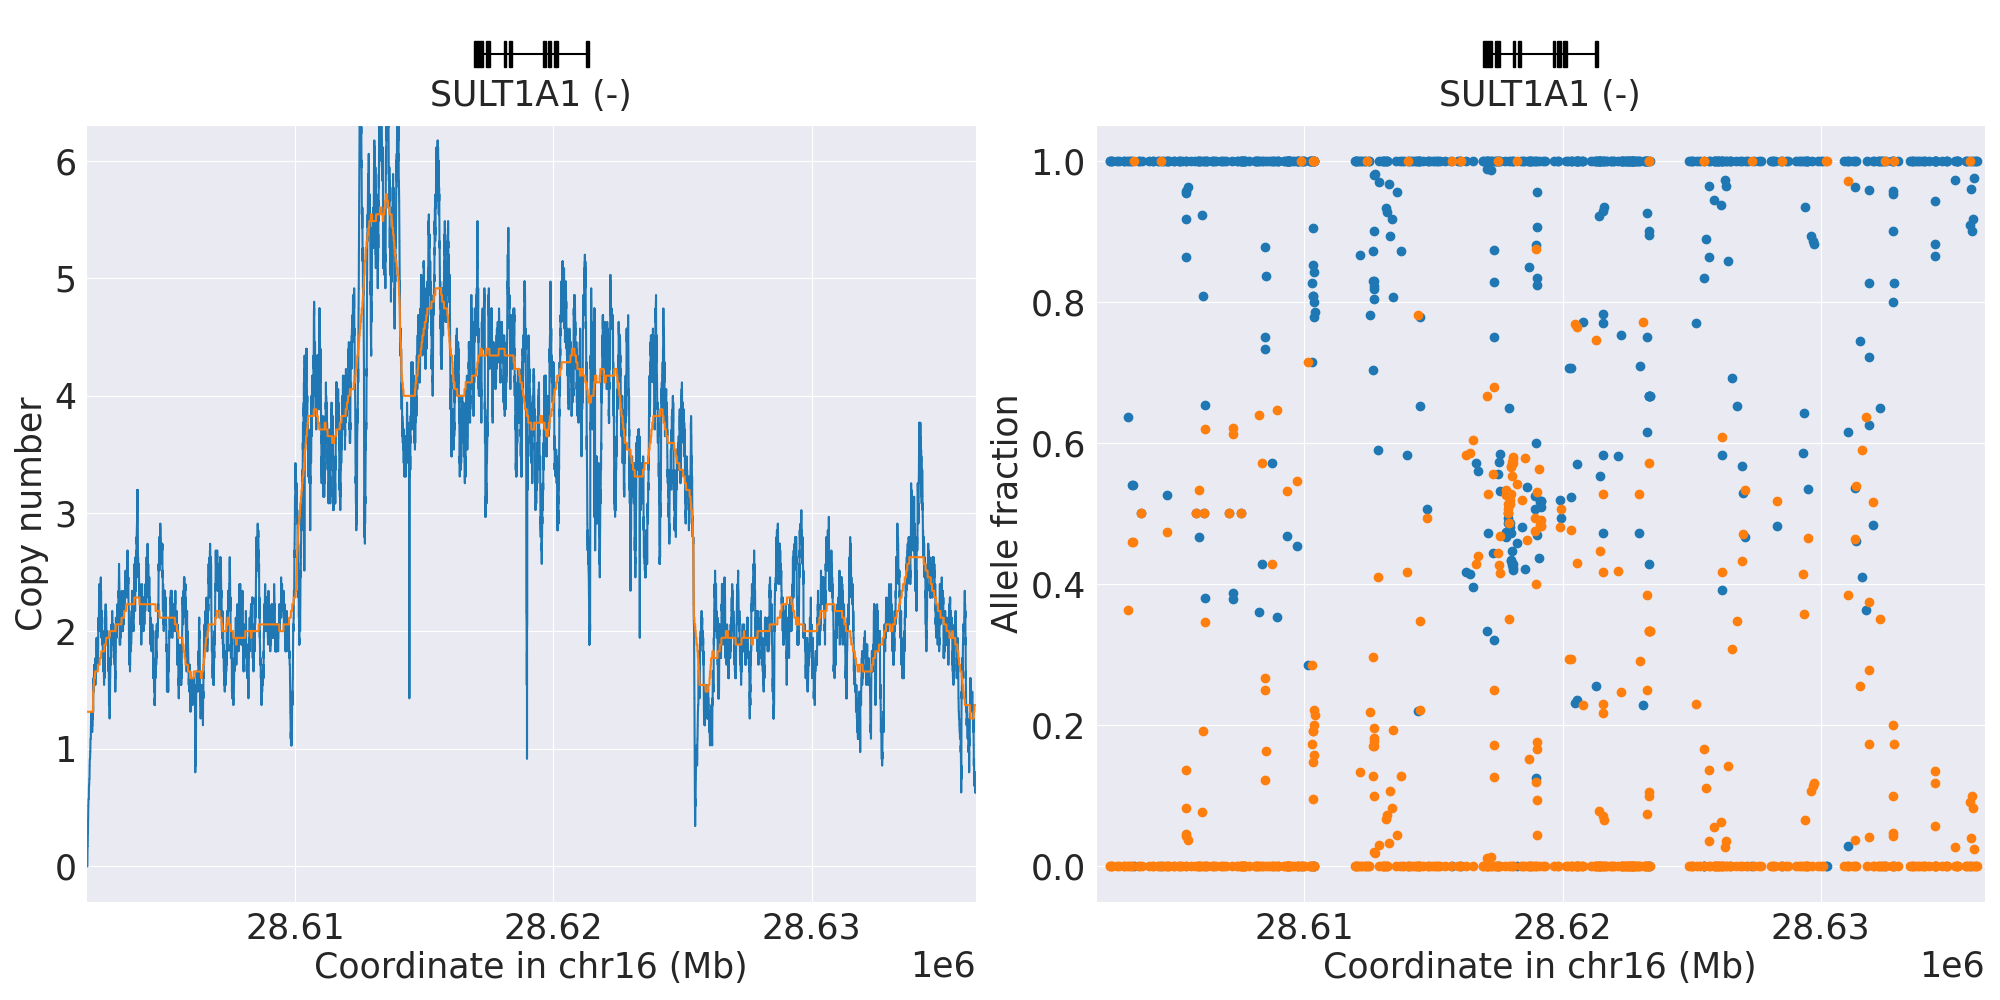 SULT1A1 (-)
Copy number
6
5
4
3
2
1
0
28.61
28.62
28.63
Coordinate in chr16 (Mb)
1e6
SULT1A1 (-)
Allele fraction
1.0
0.8
0.6
0.4
0.2
0.0
28.61
28.62
28.63
Coordinate in chr16 (Mb)
1e6